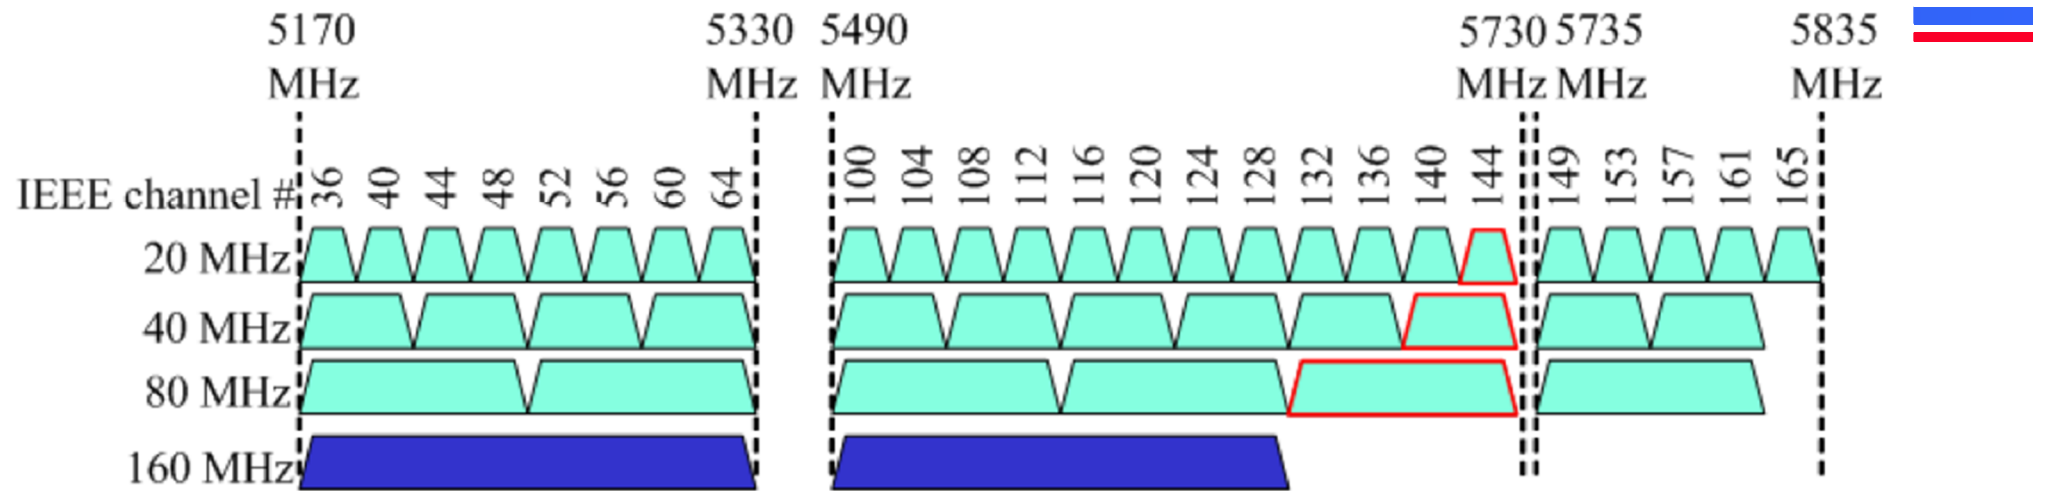 5170 5330 5490 5730 5735 5835
MHz MHz MHz MHz MHz MHz
IEEE channel # 36 40 44 48 52 56 60 64 100 104 108 112 116 120 124 128 132 136 140 144 149 153 157 161 165
20 MHz
40 MHz
80 MHz
160 MHz